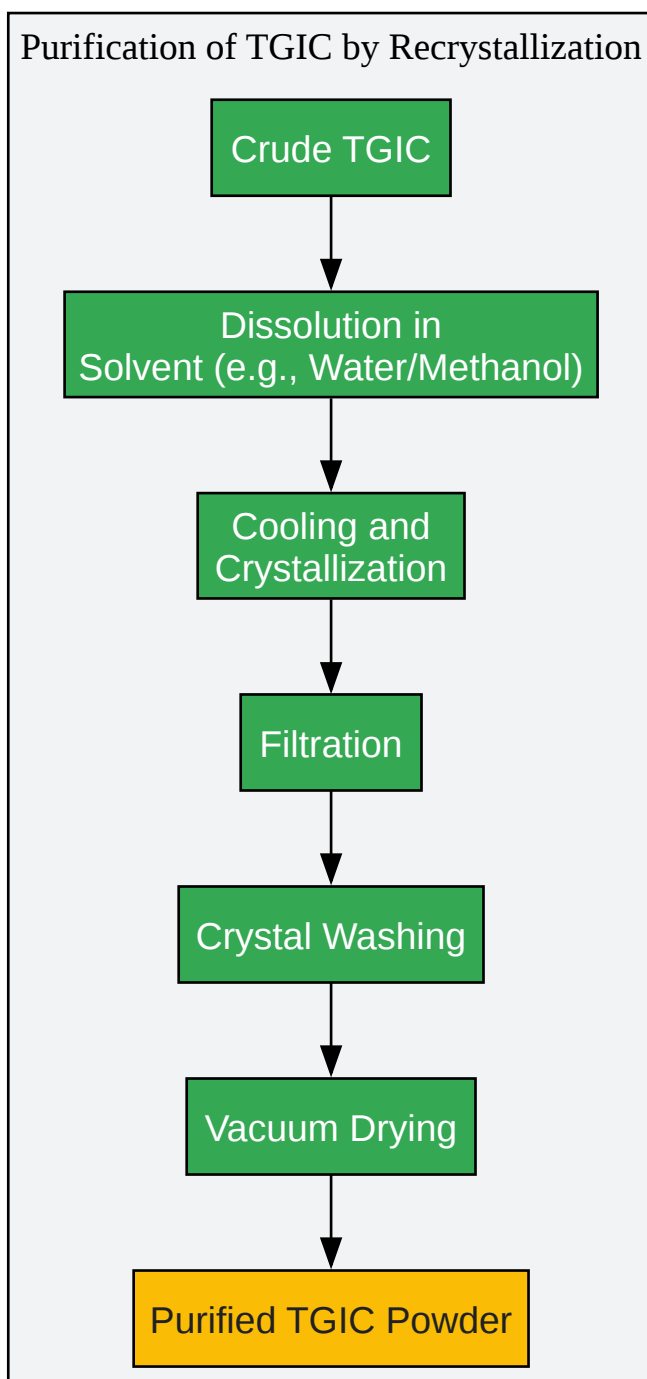 Purification of TGIC by Recrystallization
Crude TGIC
Dissolution in
Solvent (e.g., Water/Methanol)
Cooling and
Crystallization
Filtration
Crystal Washing
Vacuum Drying
Purified TGIC Powder